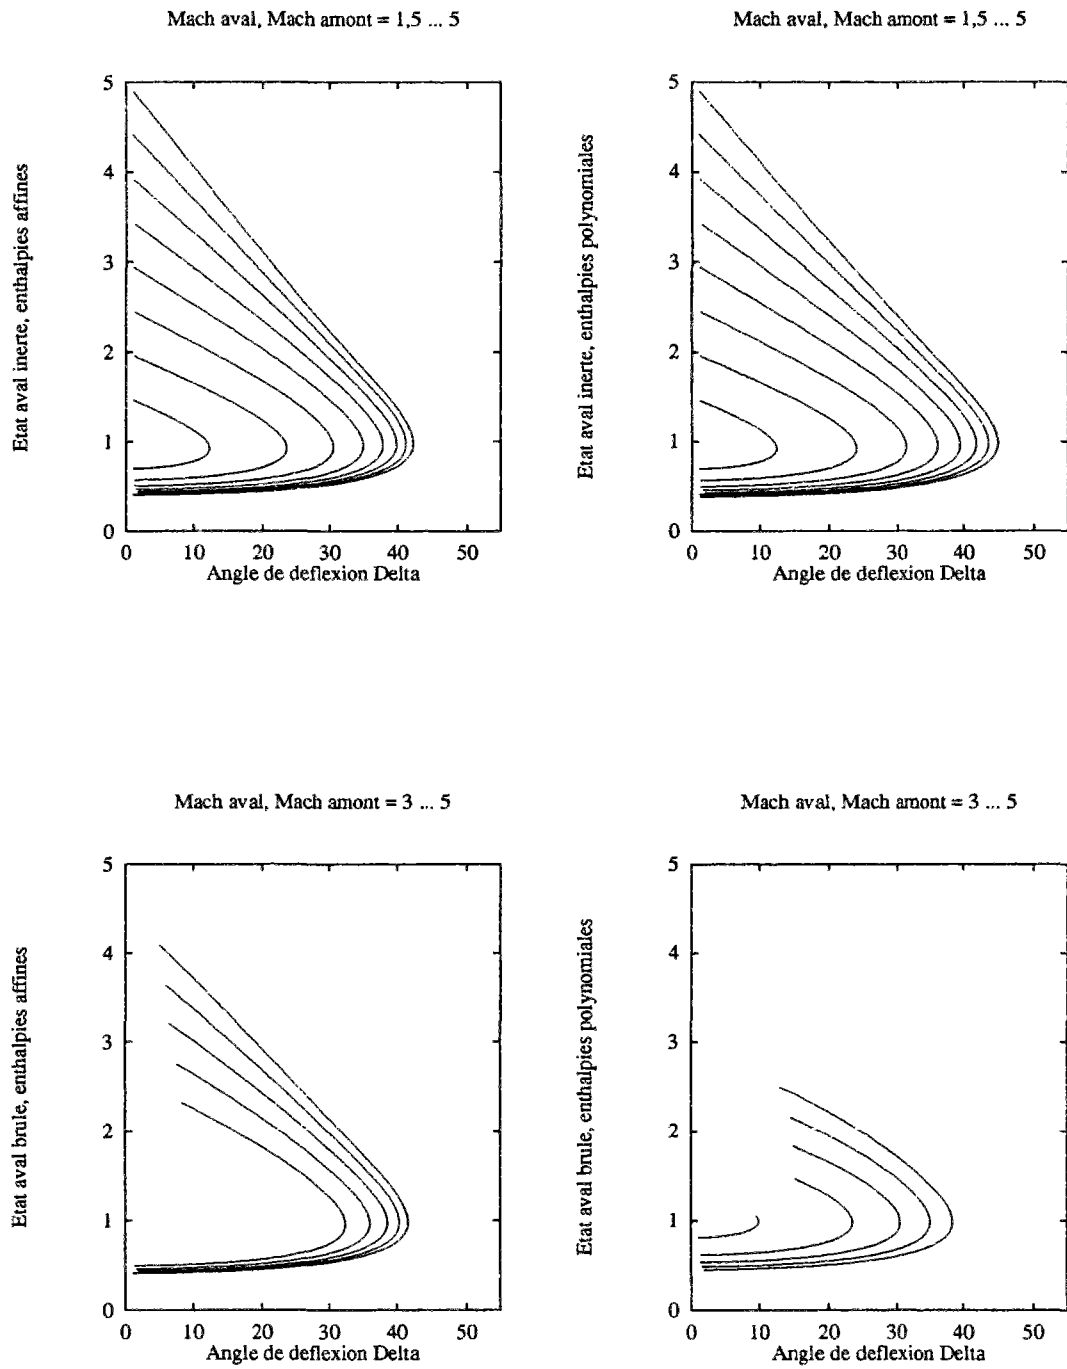 Mach aval, Mach amont = 1,5 ... 5
Etat aval inerte, enthalpies affines
5
4
3
2
1
0
0 10 20 30 40 50
Angle de deflexion Delta
Mach aval, Mach amont = 1,5 ... 5
Etat aval inerte, enthalpies polynomiales
5
4
3
2
1
0
0 10 20 30 40 50
Angle de deflexion Delta
Mach aval, Mach amont = 3 ... 5
Etat aval brule, enthalpies affines
5
4
3
2
1
0
0 10 20 30 40 50
Angle de deflexion Delta
Mach aval, Mach amont = 3 ... 5
Etat aval brule, enthalpies polynomiales
5
4
3
2
1
0
0 10 20 30 40 50
Angle de deflexion Delta